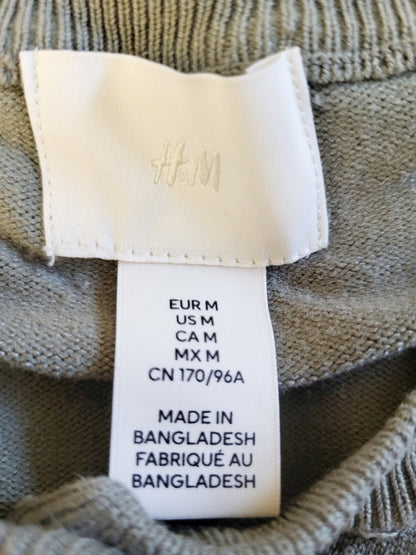 H&M
EUR M
US M
CA M
MX M
CN 170/96A
MADE IN
BANGLADESH
FABRIQUÉ AU
BANGLADESH